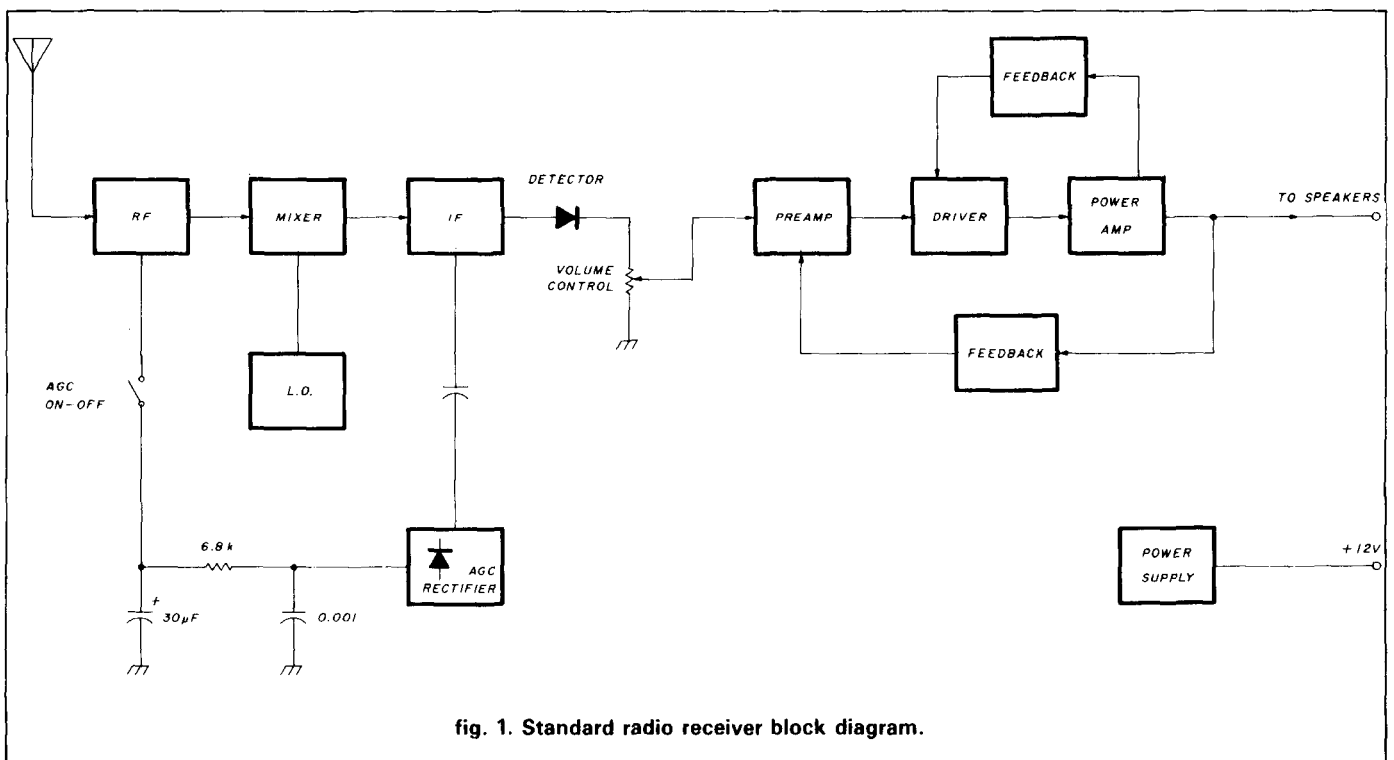 FEEDBACK
DETECTOR
RF
MIXER
IF
PREAMP
DRIVER
POWER
AMP
TO SPEAKERS
VOLUME
CONTROL
FEEDBACK
AGC
ON-OFF
L.O.
6.8k
AGC
RECTIFIER
POWER
SUPPLY
+12V
+
30µF
0.001
fig. 1. Standard radio receiver block diagram.